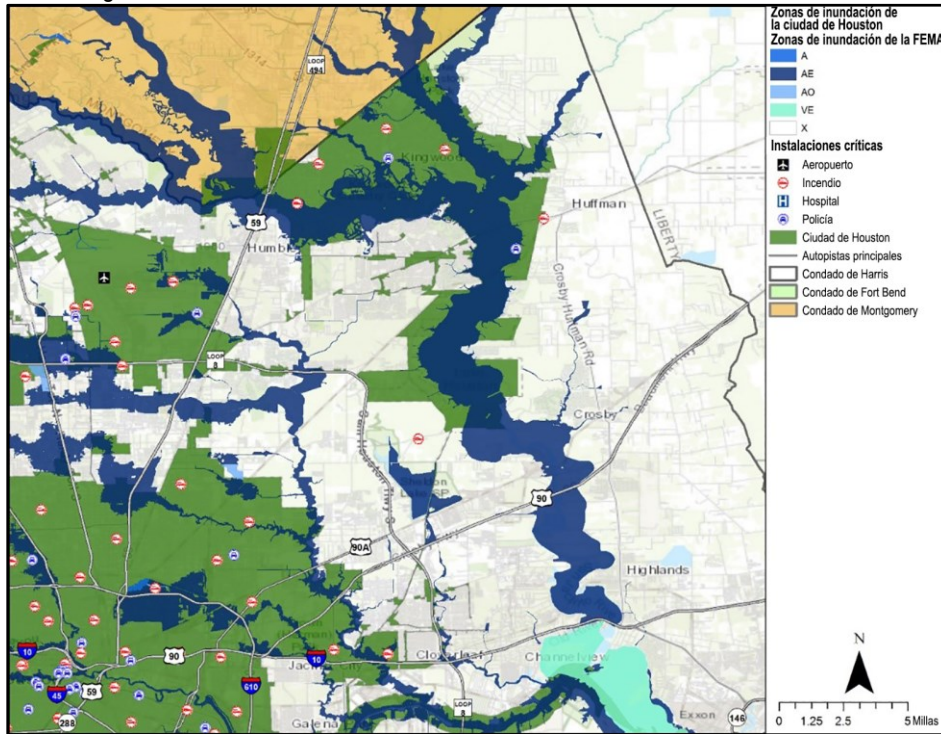 Zonas de inundación de
la ciudad de Houston
Zonas de inundación de la FEMA
A
AE
AO
VE
X
Instalaciones críticas
Aeropuerto
Incendio
H Hospital
Policía
Ciudad de Houston
Autopistas principales
Condado de Harris
Condado de Fort Bend
Condado de Montgomery
LOOP
494
Kingwood
59
Humble
Huffman
LIBERTY
Crosby Huffman Rd
LOOP
8
Crosby
90
90A
Highlands
10
90
10
Cloverleaf
Channelview
45
59
610
288
Galena
LOOP
8
Exxon
146
N
0 1.25 2.5 5 Millas